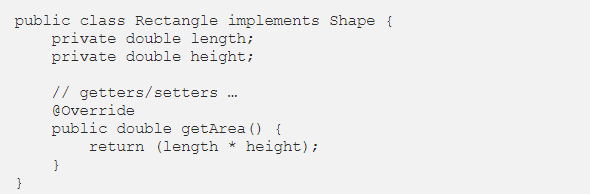 public class Rectangle implements Shape {
    private double length;
    private double height;

    // getters/setters …
    @Override
    public double getArea() {
        return (length * height);
    }
}